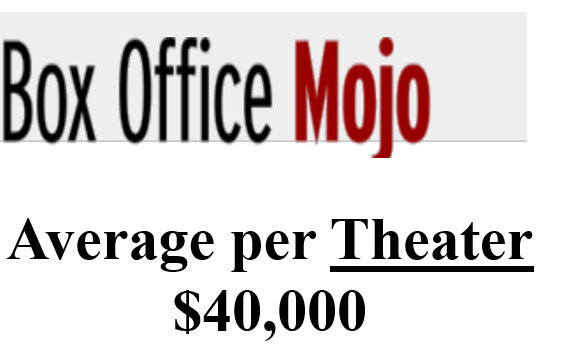 Box Office Mojo
Average per Theater
$40,000